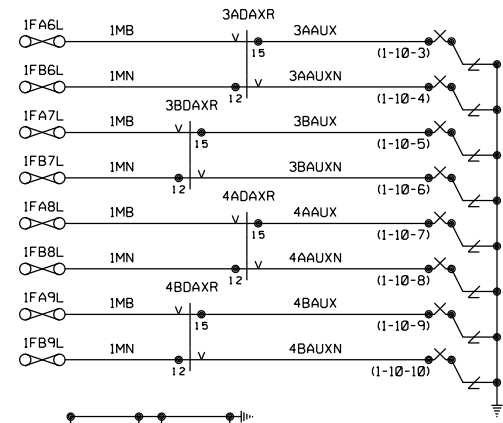 3ADAXR
1FA6L 1MB 3AAUX
15 (1-10-3)
1FB6L 1MN 3AAUXN
12 (1-10-4)
3BDAXR
1FA7L 1MB 3BAUX
15 (1-10-5)
1FB7L 1MN 3BAUXN
12 (1-10-6)
4ADAXR
1FA8L 1MB 4AAUX
15 (1-10-7)
1FB8L 1MN 4AAUXN
12 (1-10-8)
4BDAXR
1FA9L 1MB 4BAUX
15 (1-10-9)
1FB9L 1MN 4BAUXN
12 (1-10-10)